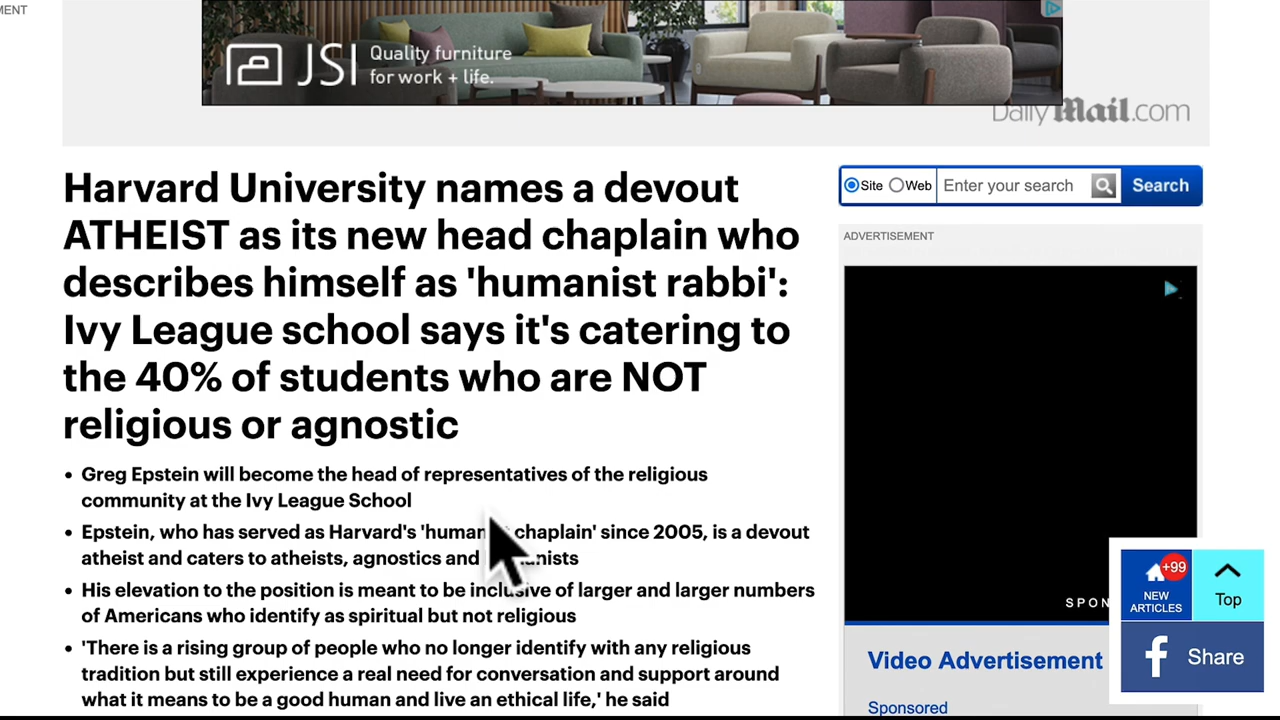 MENT
JSI Quality furniture
for work + life.
Daily Mail.com
Harvard University names a devout
ATHEIST as its new head chaplain who
describes himself as 'humanist rabbi':
Ivy League school says it's catering to
the 40% of students who are NOT
religious or agnostic
• Greg Epstein will become the head of representatives of the religious
community at the Ivy League School
• Epstein, who has served as Harvard's chaplain' since 2005, is a devout
atheist and caters to atheists, agnostics and
• His elevation to the position is meant to be inclusive of larger and larger numbers
of Americans who identify as spiritual but not religious
• 'There is a rising group of people who no longer identify with any religious
tradition but still experience a real need for conversation and support around
what it means to be a good human and live an ethical life,' he said
Site Web Enter your search Search
ADVERTISEMENT
SPON
Video Advertisement
Sponsored
+99
NEW
ARTICLES
Top
Share